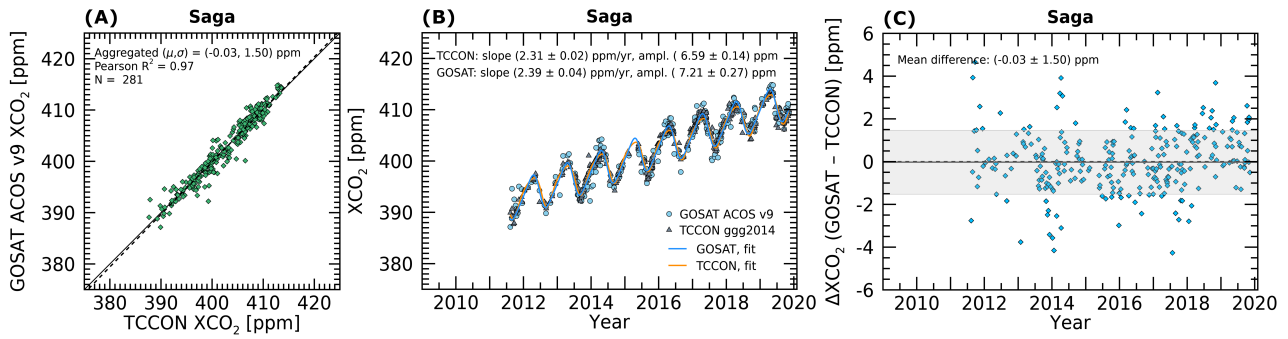 (A)
Saga
425
420
410
400
390
380
GOSAT ACOS v9 XCO₂ [ppm]
Aggregated (μ,σ) = (-0.03, 1.50) ppm
Pearson R² = 0.97
N = 281
380
390
400
410
420
TCCON XCO₂ [ppm]
(B)
Saga
420
410
400
390
380
XCO₂ [ppm]
TCCON: slope (2.31 ± 0.02) ppm/yr, ampl. ( 6.59 ± 0.14) ppm
GOSAT: slope (2.39 ± 0.04) ppm/yr, ampl. ( 7.21 ± 0.27) ppm
GOSAT ACOS v9
TCCON ggg2014
GOSAT, fit
TCCON, fit
2010
2012
2014
2016
2018
2020
Year
(C)
Saga
6
4
2
0
-2
-4
-6
ΔXCO₂ (GOSAT − TCCON) [ppm]
Mean difference: (-0.03 ± 1.50) ppm
2010
2012
2014
2016
2018
2020
Year